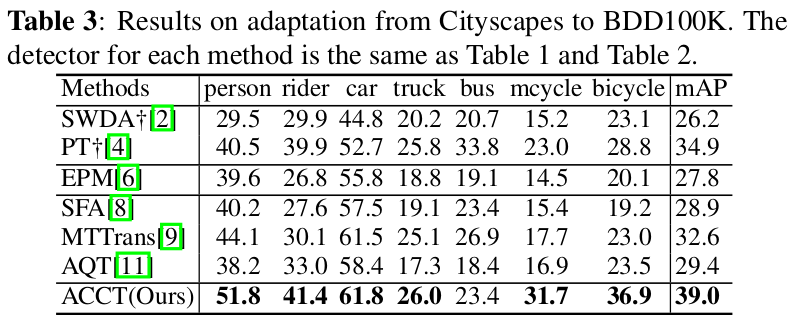 Table 3: Results on adaptation from Cityscapes to BDD100K. The
detector for each method is the same as Table 1 and Table 2.
Methods person rider car truck bus mcycle bicycle mAP
SWDA†[2] 29.5 29.9 44.8 20.2 20.7 15.2 23.1 26.2
PT†[4] 40.5 39.9 52.7 25.8 33.8 23.0 28.8 34.9
EPM[6] 39.6 26.8 55.8 18.8 19.1 14.5 20.1 27.8
SFA[8] 40.2 27.6 57.5 19.1 23.4 15.4 19.2 28.9
MTTrans[9] 44.1 30.1 61.5 25.1 26.9 17.7 23.0 32.6
AQT[11] 38.2 33.0 58.4 17.3 18.4 16.9 23.5 29.4
ACCT(Ours) 51.8 41.4 61.8 26.0 23.4 31.7 36.9 39.0